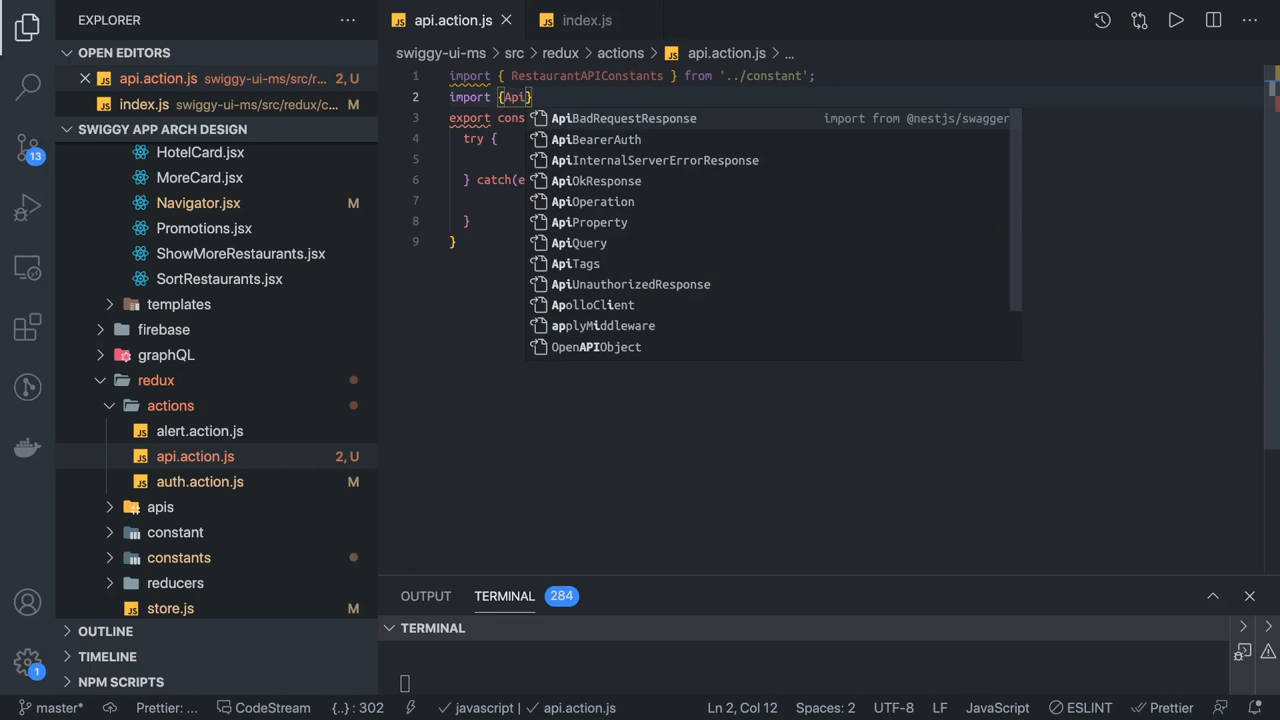 EXPLORER
OPEN EDITORS
api.action.js swiggy-ui-ms/src/r... 2, U
index.js swiggy-ui-ms/src/redux/c... M
SWIGGY APP ARCH DESIGN
HotelCard.jsx
MoreCard.jsx
Navigator.jsx M
Promotions.jsx
ShowMoreRestaurants.jsx
SortRestaurants.jsx
templates
firebase
graphQL
redux
actions
alert.action.js
api.action.js 2, U
auth.action.js M
apis
constant
constants
reducers
store.js M
OUTLINE
TIMELINE
NPM SCRIPTS
13
1
api.action.js
index.js
swiggy-ui-ms > src > redux > actions > api.action.js > ...
1 import { RestaurantAPIConstants } from '../constant';
2 import {Api}
3 export cons
4 try {
5
6 } catch(e
7
8 }
9 }
ApiBadRequestResponse import from @nestjs/swagger
ApiBearerAuth
ApiInternalServerErrorResponse
ApiOkResponse
ApiOperation
ApiProperty
ApiQuery
ApiTags
ApiUnauthorizedResponse
ApolloClient
applyMiddleware
OpenAPIObject
OUTPUT TERMINAL 284
TERMINAL
master* Prettier: ... CodeStream {..} : 302 javascript | api.action.js Ln 2, Col 12 Spaces: 2 UTF-8 LF JavaScript ESLINT Prettier